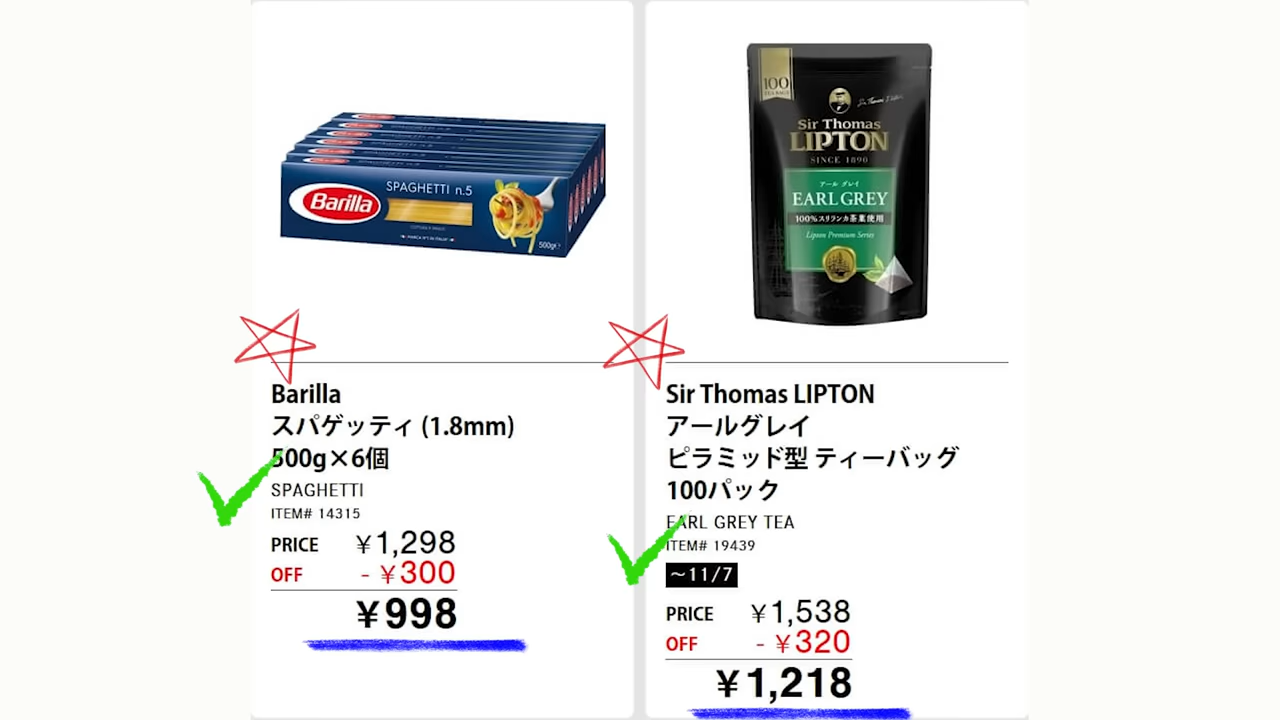 Barilla
SPAGHETTI n.5
500g
Barilla
スパゲッティ (1.8mm)
500g×6個
SPAGHETTI
ITEM# 14315
PRICE ¥1,298
OFF - ¥300
¥998
100
TEA BAGS
Sir Thomas
LIPTON
SINCE 1890
アール グレイ
EARL GREY
100%スリランカ茶葉使用
Lipton Premium Series
Sir Thomas LIPTON
アールグレイ
ピラミッド型 ティーバッグ
100パック
EARL GREY TEA
ITEM# 19439
～11/7
PRICE ¥1,538
OFF - ¥320
¥1,218